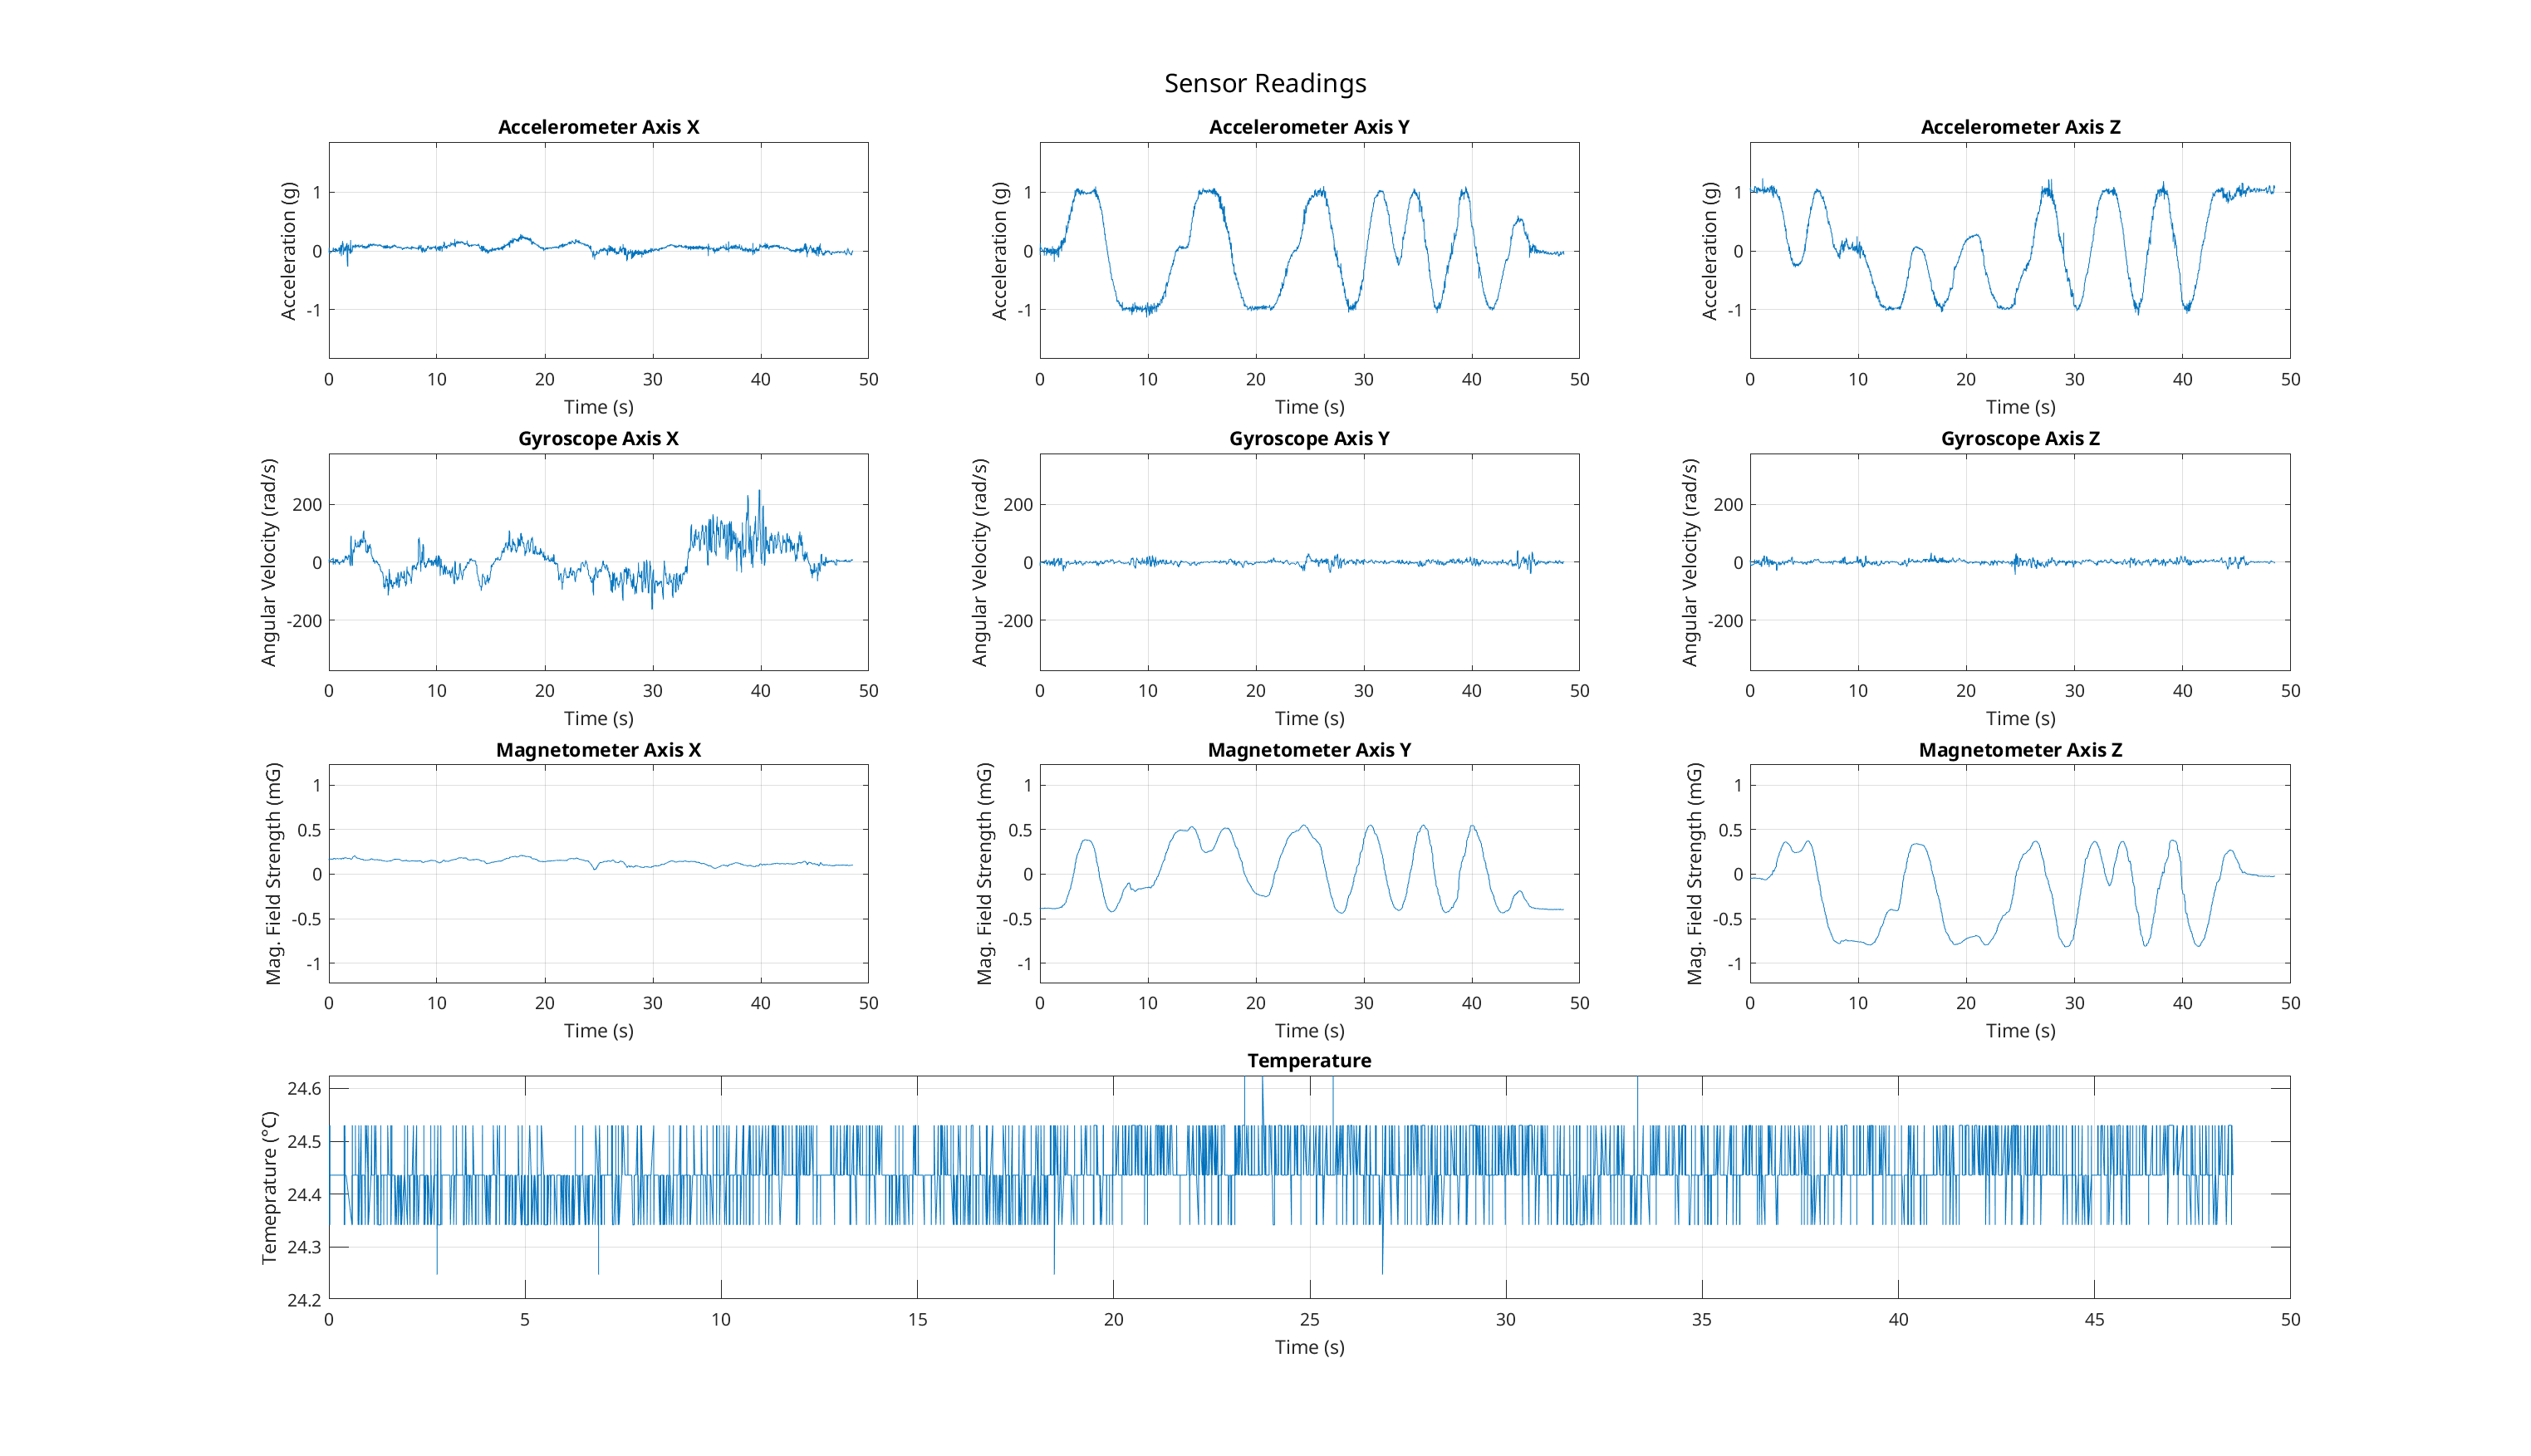 Sensor Readings
Accelerometer Axis X
Acceleration (g)
1
0
-1
0 10 20 30 40 50
Time (s)
Accelerometer Axis Y
Acceleration (g)
1
0
-1
0 10 20 30 40 50
Time (s)
Accelerometer Axis Z
Acceleration (g)
1
0
-1
0 10 20 30 40 50
Time (s)
Gyroscope Axis X
Angular Velocity (rad/s)
200
0
-200
0 10 20 30 40 50
Time (s)
Gyroscope Axis Y
Angular Velocity (rad/s)
200
0
-200
0 10 20 30 40 50
Time (s)
Gyroscope Axis Z
Angular Velocity (rad/s)
200
0
-200
0 10 20 30 40 50
Time (s)
Magnetometer Axis X
Mag. Field Strength (mG)
1
0.5
0
-0.5
-1
0 10 20 30 40 50
Time (s)
Magnetometer Axis Y
Mag. Field Strength (mG)
1
0.5
0
-0.5
-1
0 10 20 30 40 50
Time (s)
Magnetometer Axis Z
Mag. Field Strength (mG)
1
0.5
0
-0.5
-1
0 10 20 30 40 50
Time (s)
Temperature
Temeprature (°C)
24.6
24.5
24.4
24.3
24.2
0 5 10 15 20 25 30 35 40 45 50
Time (s)